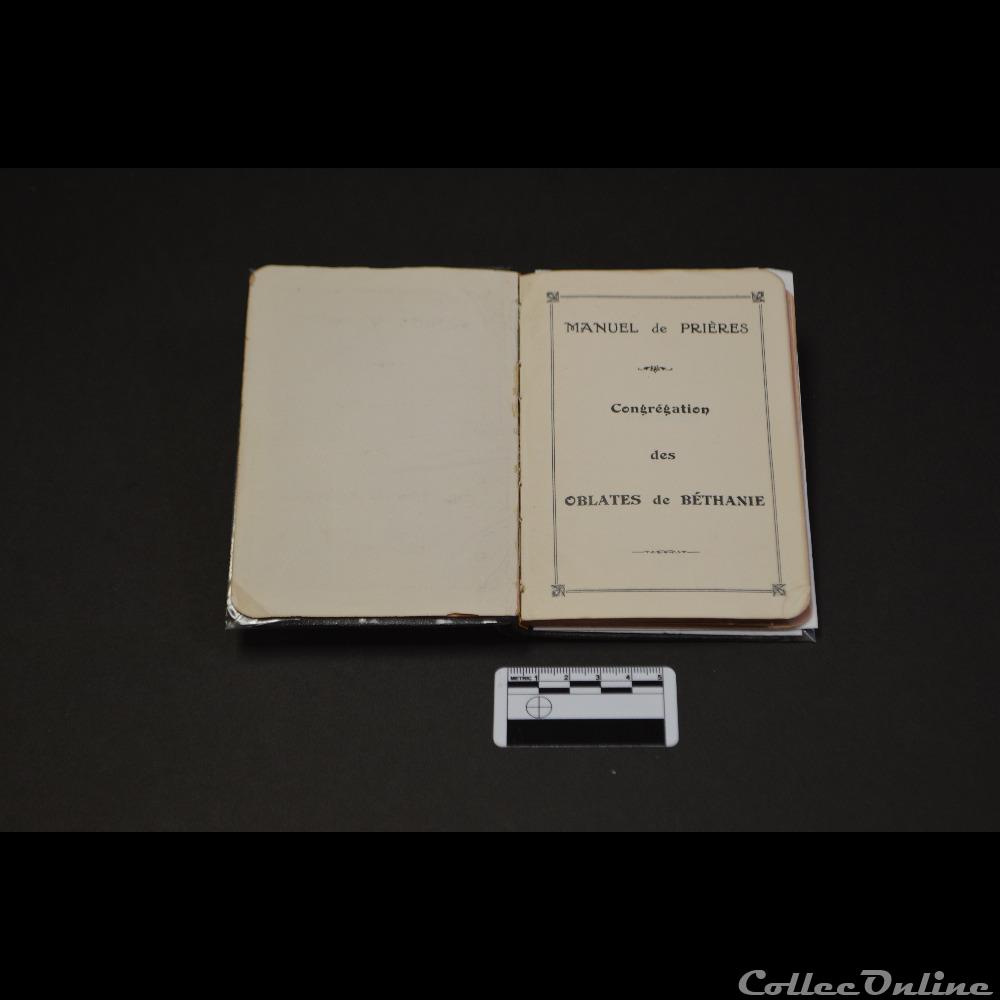 MANUEL de PRIÈRES
Congrégation
des
OBLATES de BÉTHANIE
METRIC 1 2 3 4 5
CollecOnline